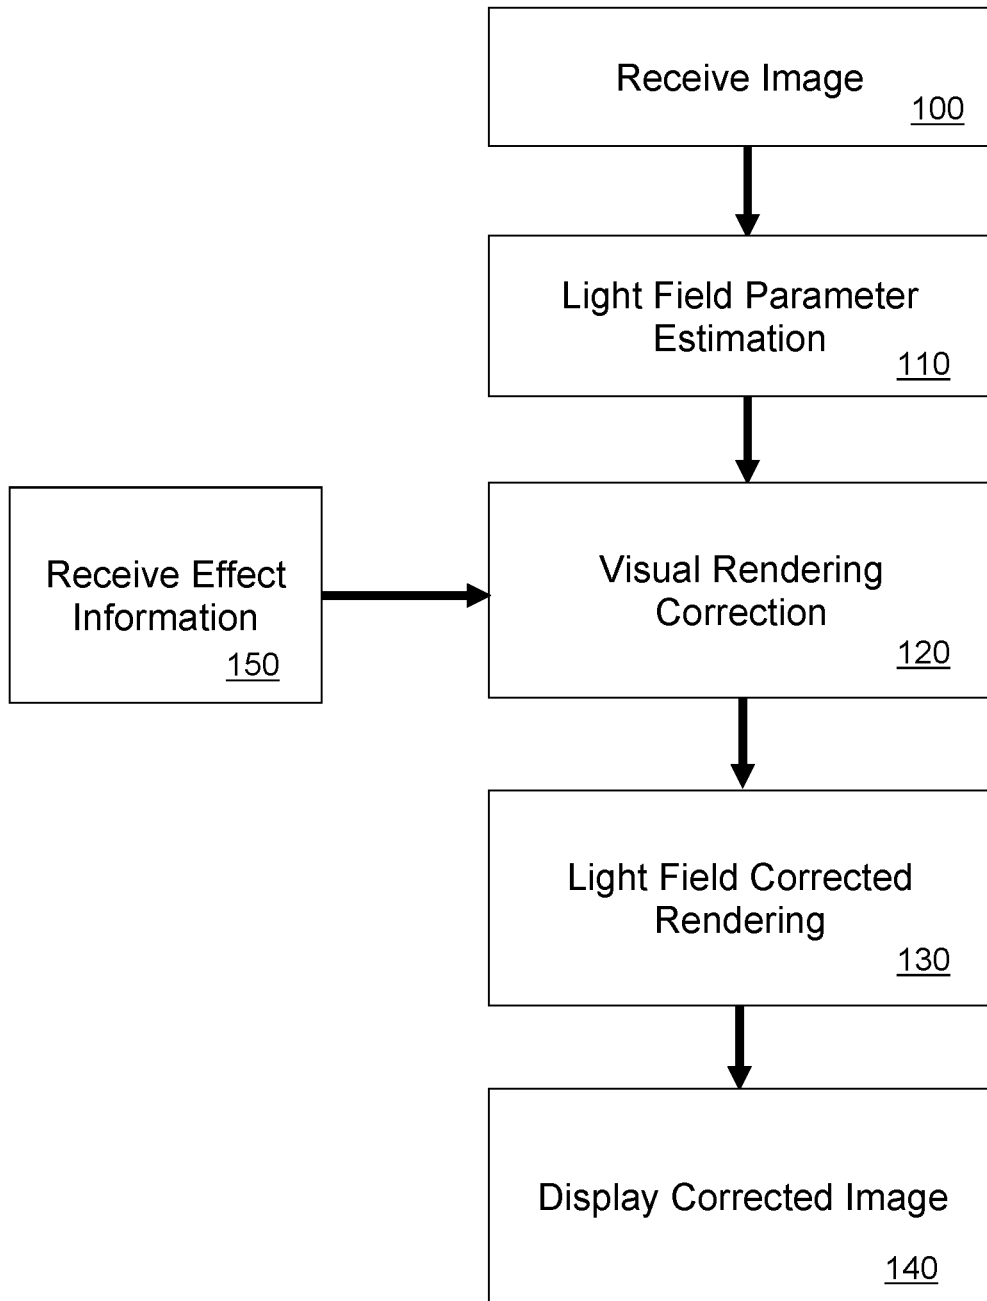 Receive Image
100
Light Field Parameter
Estimation
110
Receive Effect
Information
150
Visual Rendering
Correction
120
Light Field Corrected
Rendering
130
Display Corrected Image
140